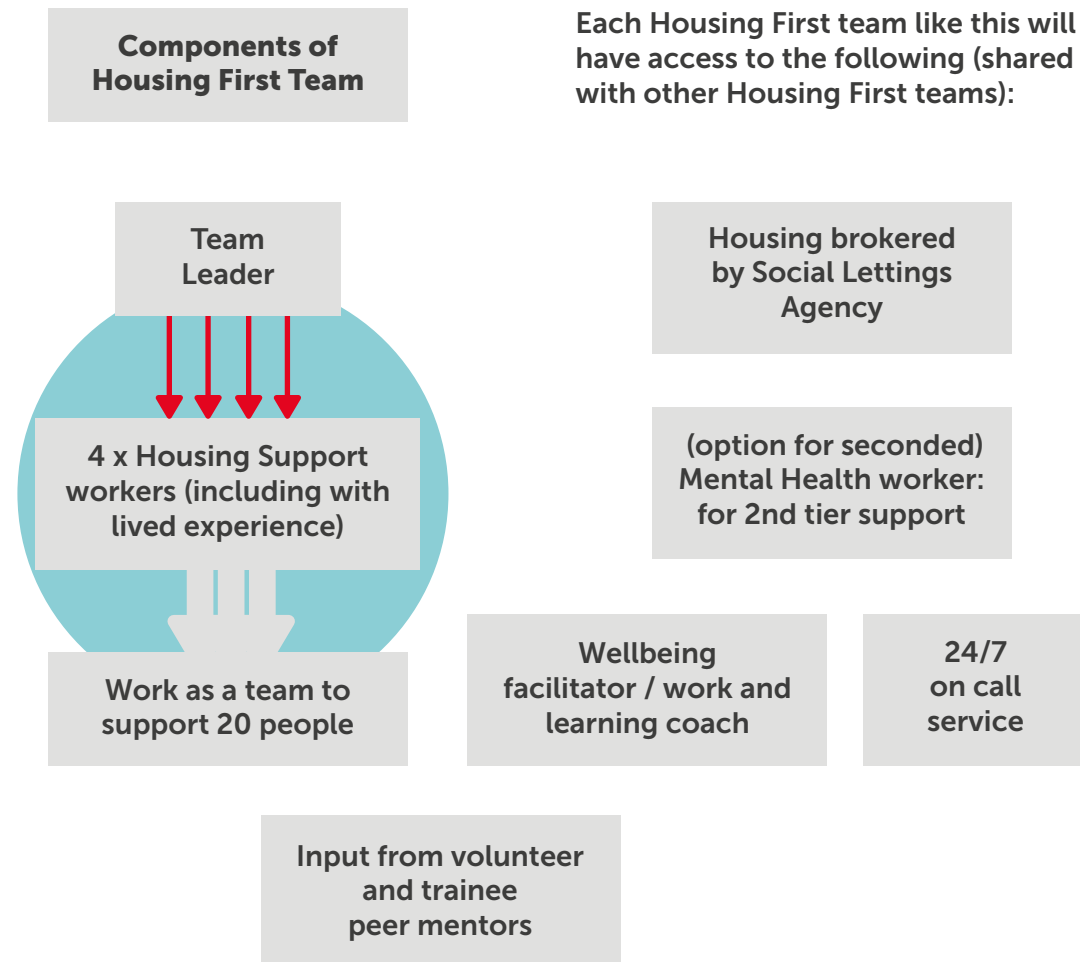 Components of
Housing First Team
Each Housing First team like this will
have access to the following (shared
with other Housing First teams):
Team
Leader
4 x Housing Support
workers (including with
lived experience)
Work as a team to
support 20 people
Housing brokered
by Social Lettings
Agency
(option for seconded)
Mental Health worker:
for 2nd tier support
Wellbeing
facilitator / work and
learning coach
24/7
on call
service
Input from volunteer
and trainee
peer mentors